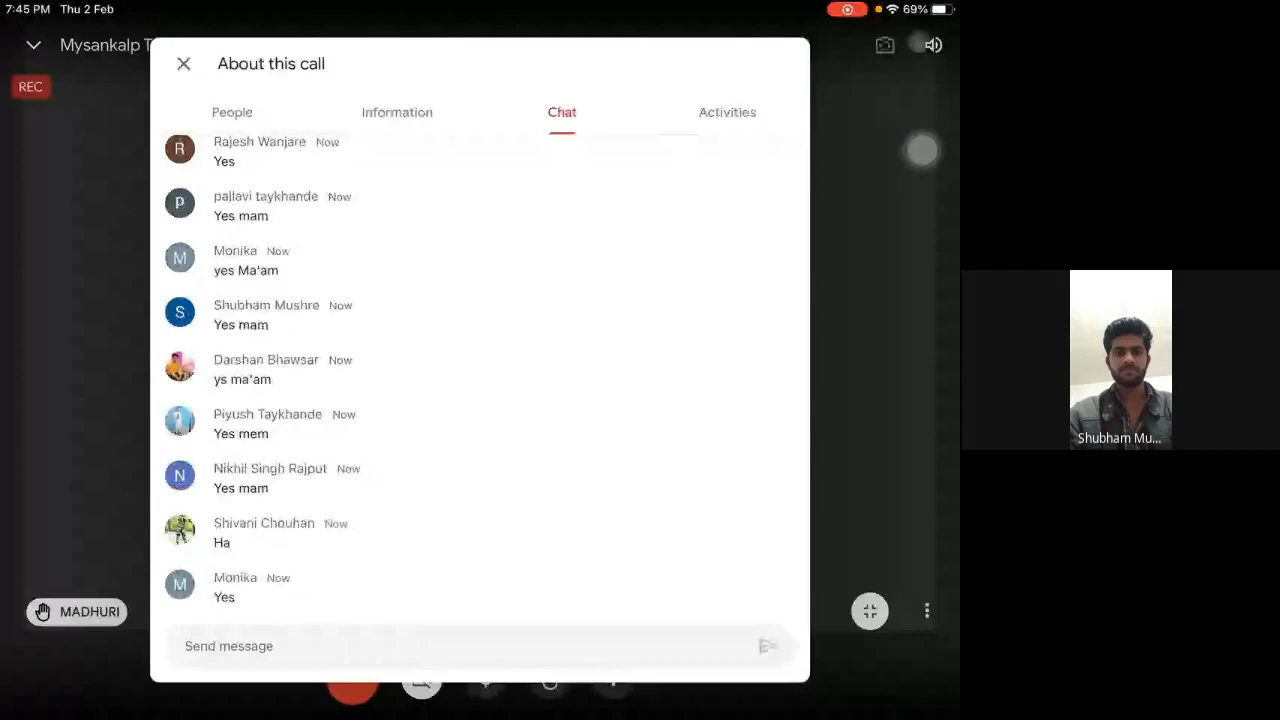 7:45 PM Thu 2 Feb
69%
Mysankalp T
REC
About this call
People Information Chat Activities
R Rajesh Wanjare Now
Yes
P pallavi taykhande Now
Yes mam
M Monika Now
yes Ma'am
S Shubham Mushre Now
Yes mam
Darshan Bhawsar Now
ys ma'am
Piyush Taykhande Now
Yes mem
N Nikhil Singh Rajput Now
Yes mam
Shivani Chouhan Now
Ha
M Monika Now
Yes
Send message
MADHURI
Shubham Mu...